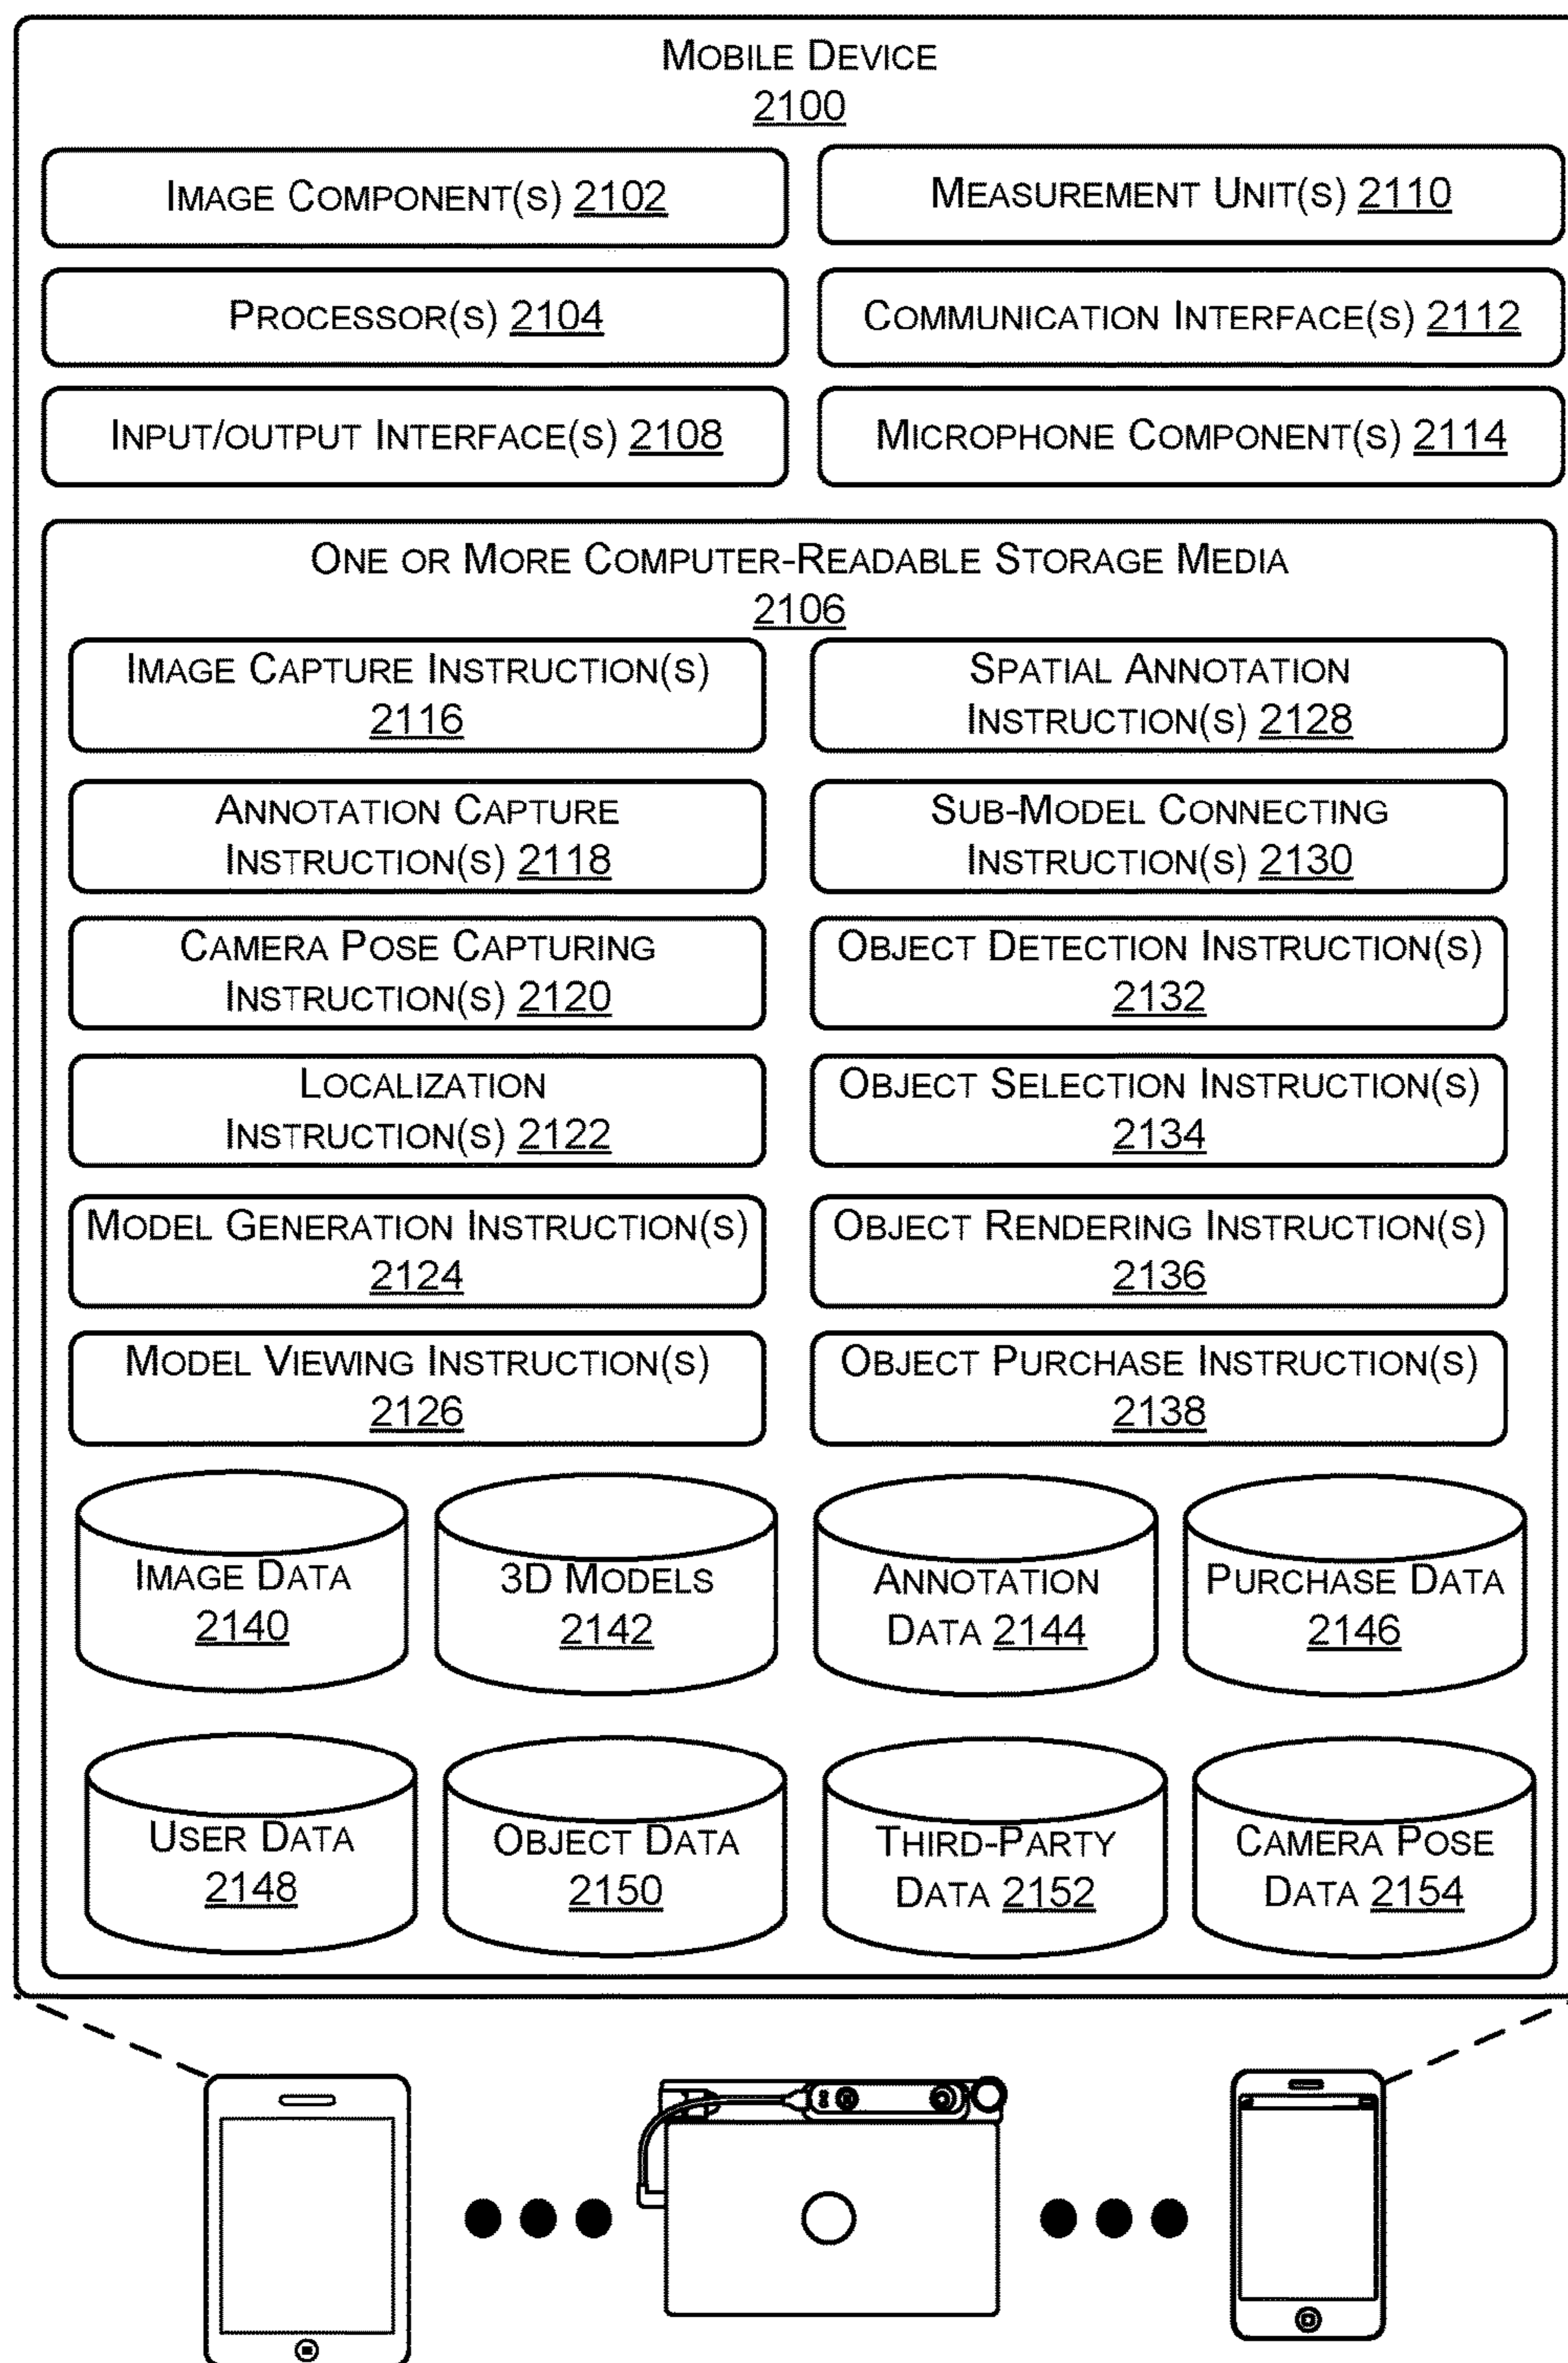 MOBILE DEVICE
2100
IMAGE COMPONENT(S) 2102
MEASUREMENT UNIT(S) 2110
PROCESSOR(S) 2104
COMMUNICATION INTERFACE(S) 2112
INPUT/OUTPUT INTERFACE(S) 2108
MICROPHONE COMPONENT(S) 2114
ONE OR MORE COMPUTER-READABLE STORAGE MEDIA
2106
IMAGE CAPTURE INSTRUCTION(S)
2116
SPATIAL ANNOTATION
INSTRUCTION(S) 2128
ANNOTATION CAPTURE
INSTRUCTION(S) 2118
SUB-MODEL CONNECTING
INSTRUCTION(S) 2130
CAMERA POSE CAPTURING
INSTRUCTION(S) 2120
OBJECT DETECTION INSTRUCTION(S)
2132
LOCALIZATION
INSTRUCTION(S) 2122
OBJECT SELECTION INSTRUCTION(S)
2134
MODEL GENERATION INSTRUCTION(S)
2124
OBJECT RENDERING INSTRUCTION(S)
2136
MODEL VIEWING INSTRUCTION(S)
2126
OBJECT PURCHASE INSTRUCTION(S)
2138
IMAGE DATA
2140
3D MODELS
2142
ANNOTATION
DATA 2144
PURCHASE DATA
2146
USER DATA
2148
OBJECT DATA
2150
THIRD-PARTY
DATA 2152
CAMERA POSE
DATA 2154